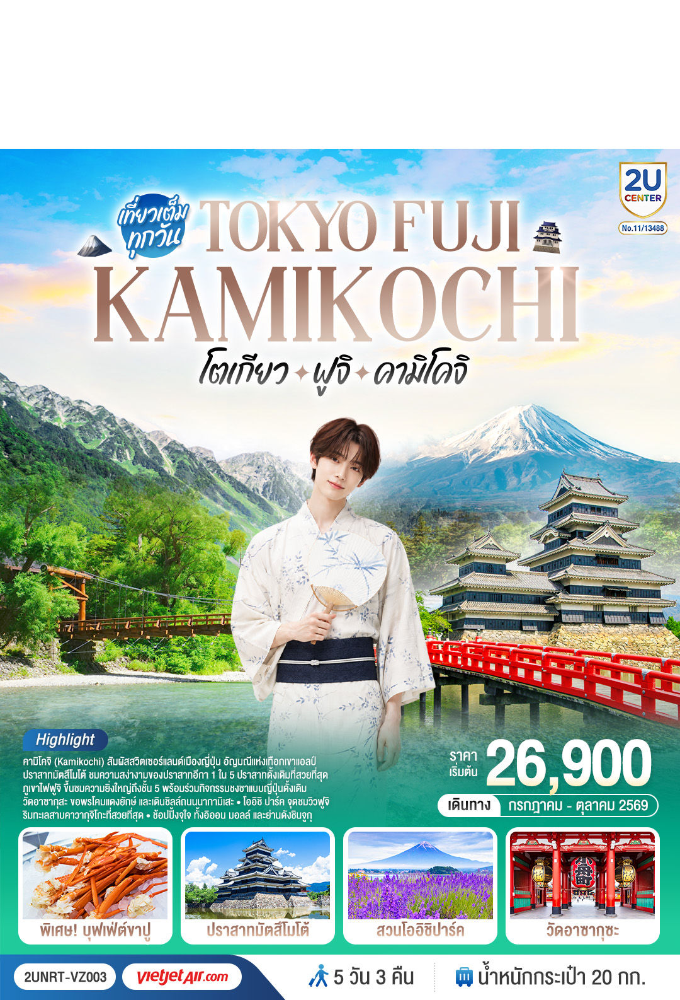 2U
CENTER
No.11/13488
เที่ยวเต็ม
ทุกวัน
TOKYO FUJI
KAMIKOCHI
โตเกียว ✦ ฟูจิ ✦ คามิโคจิ
Highlight
คามิโคจิ (Kamikochi) สัมผัสสวิตเซอร์แลนด์เมืองญี่ปุ่น อัญมณีแห่งเทือกเขาแอลป์
ปราสาทมัตสึโมโต้ ชมความสง่างามของปราสาทอีกา 1 ใน 5 ปราสาทดั้งเดิมที่สวยที่สุด
ภูเขาไฟฟูจิ ขึ้นชมความยิ่งใหญ่ถึงชั้น 5 พร้อมร่วมกิจกรรมชงชาแบบญี่ปุ่นดั้งเดิม
วัดอาซากุสะ ขอพรโคมแดงยักษ์ และเดินชิลล์ถนนนากามิเสะ • โออิชิ ปาร์ค จุดชมวิวฟูจิ
ริมทะเลสาบคาวากุจิโกะที่สวยที่สุด • ช้อปปิ้งจุใจ ทั้งอิออน มอลล์ และย่านดังชินจูกุ
ราคา
เริ่มต้น
26,900
เดินทาง กรกฎาคม - ตุลาคม 2569
พิเศษ! บุฟเฟ่ต์ขาปู
ปราสาทมัตสึโมโต้
สวนโออิชิปาร์ค
วัดอาซากุซะ
2UNRT-VZ003
vietjetAir.com
5 วัน 3 คืน
น้ำหนักกระเป๋า 20 กก.